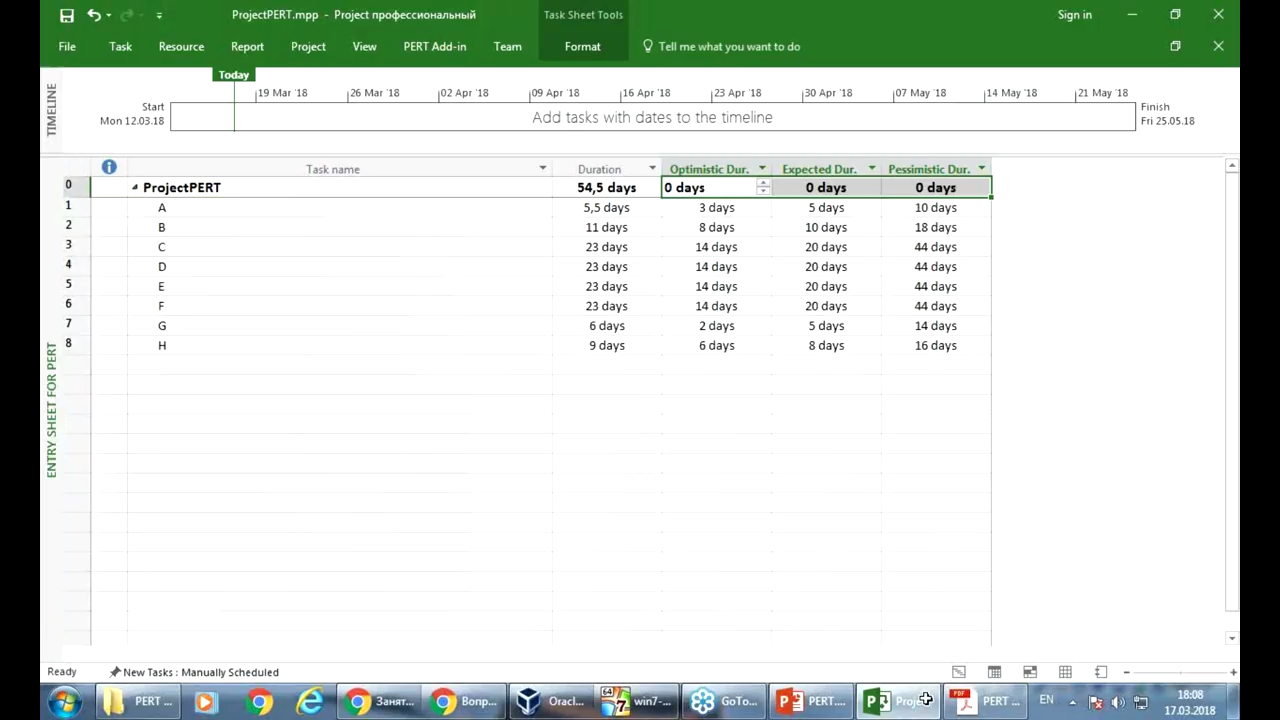 ProjectPERT.mpp - Project профессиональный
Task Sheet Tools
Sign in
File Task Resource Report Project View PERT Add-in Team Format Tell me what you want to do
Today
19 Mar '18 26 Mar '18 02 Apr '18 09 Apr '18 16 Apr '18 23 Apr '18 30 Apr '18 07 May '18 14 May '18 21 May '18
TIMELINE
Start
Mon 12.03.18
Add tasks with dates to the timeline
Finish
Fri 25.05.18
Task name Duration Optimistic Dur. Expected Dur. Pessimistic Dur.
0 ProjectPERT 54,5 days 0 days 0 days 0 days
1 A 5,5 days 3 days 5 days 10 days
2 B 11 days 8 days 10 days 18 days
3 C 23 days 14 days 20 days 44 days
4 D 23 days 14 days 20 days 44 days
5 E 23 days 14 days 20 days 44 days
6 F 23 days 14 days 20 days 44 days
7 G 6 days 2 days 5 days 14 days
8 H 9 days 6 days 8 days 16 days
ENTRY SHEET FOR PERT
Ready New Tasks : Manually Scheduled
PERT ... Занят... Вопр... Oracl... 64 7 win7-... GoTo... PERT.... PDF PERT ... EN
18:08
17.03.2018